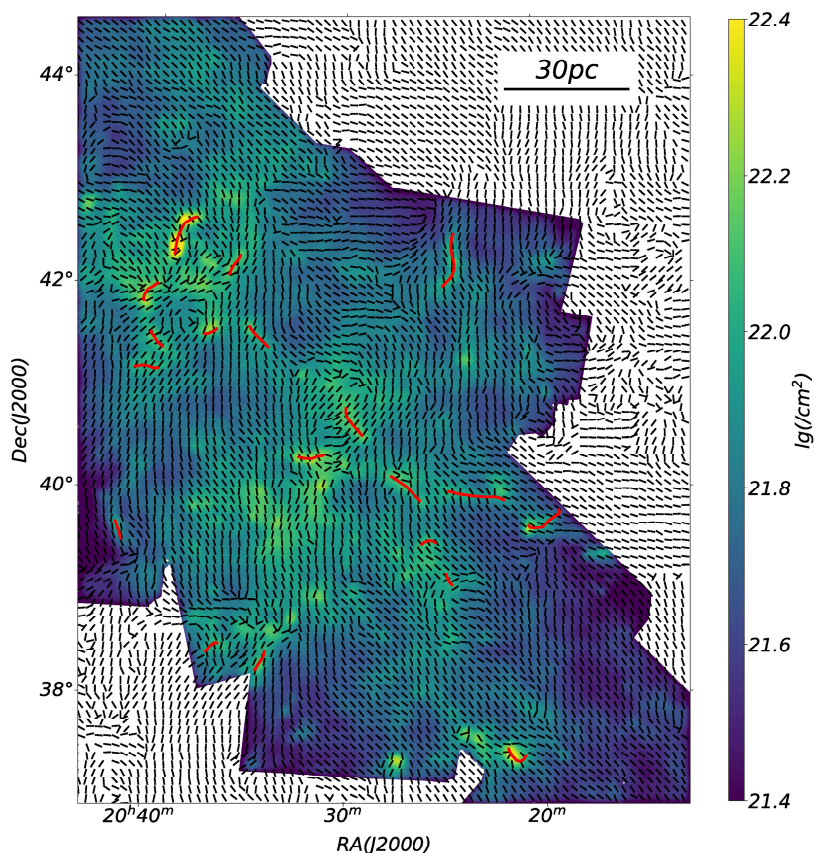 30pc
44°
42°
40°
38°
Dec(J2000)
20ʰ40ᵐ
30ᵐ
20ᵐ
RA(J2000)
22.4
22.2
22.0
21.8
21.6
21.4
lg(/cm²)